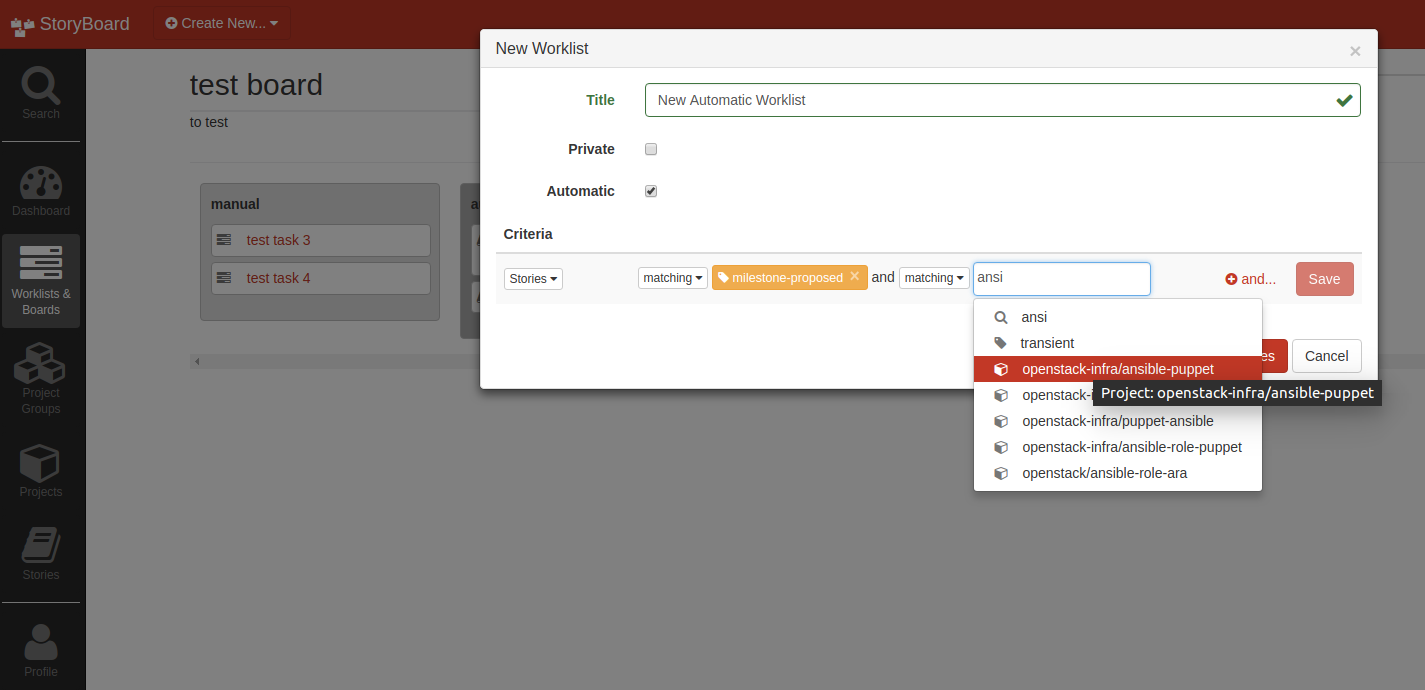 StoryBoard
Create New...
Search
Dashboard
Worklists &
Boards
Project
Groups
Projects
Stories
Profile
test board
to test
manual
test task 3
test task 4
New Worklist
×
Title
New Automatic Worklist
Private
Automatic
Criteria
Stories matching milestone-proposed × and matching ansi and... Save
ansi
transient
openstack-infra/ansible-puppet
Project: openstack-infra/ansible-puppet
openstack-infra/puppet-ansible
openstack-infra/ansible-role-puppet
openstack/ansible-role-ara
Cancel